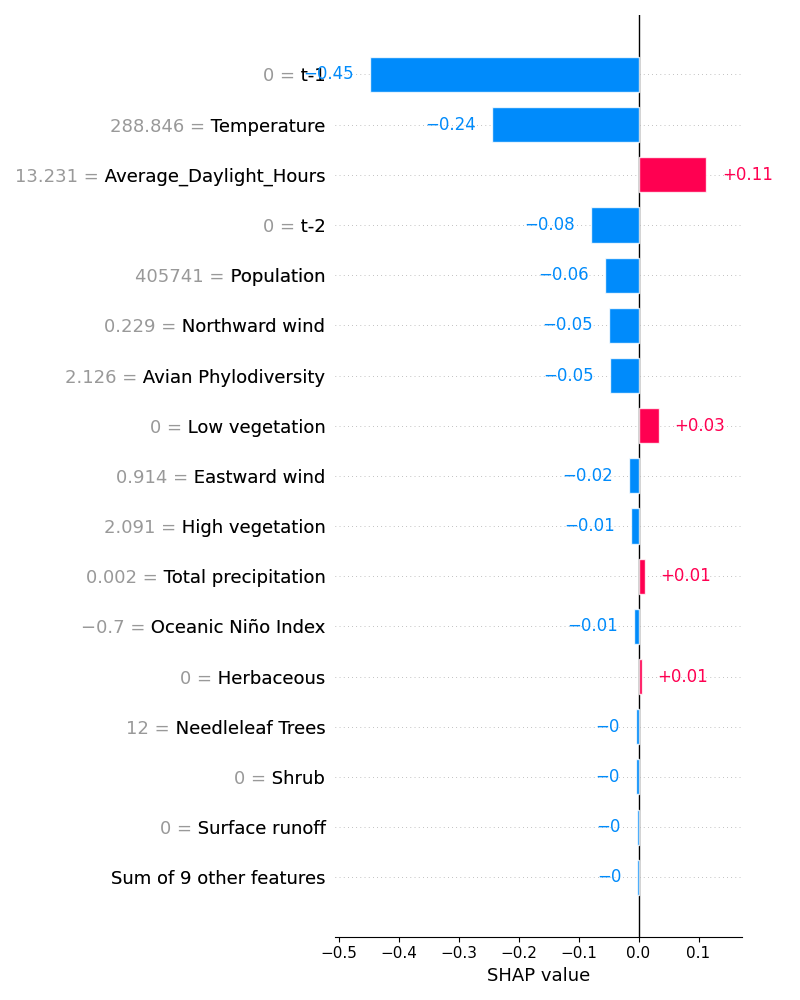 0 = t-1 −0.45
288.846 = Temperature −0.24
13.231 = Average_Daylight_Hours +0.11
0 = t-2 −0.08
405741 = Population −0.06
0.229 = Northward wind −0.05
2.126 = Avian Phylodiversity −0.05
0 = Low vegetation +0.03
0.914 = Eastward wind −0.02
2.091 = High vegetation −0.01
0.002 = Total precipitation +0.01
−0.7 = Oceanic Niño Index −0.01
0 = Herbaceous +0.01
12 = Needleleaf Trees −0
0 = Shrub −0
0 = Surface runoff −0
Sum of 9 other features −0
−0.5 −0.4 −0.3 −0.2 −0.1 0.0 0.1
SHAP value